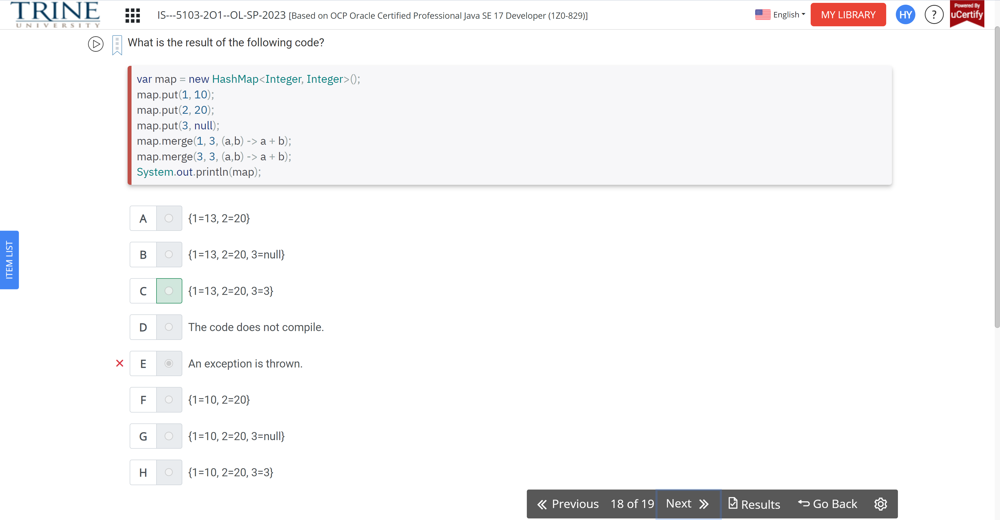 TRINE
UNIVERSITY
IS---5103-2O1--OL-SP-2023 [Based on OCP Oracle Certified Professional Java SE 17 Developer (1Z0-829)]
English
MY LIBRARY
HY
?
Powered By
uCertify
What is the result of the following code?
var map = new HashMap<Integer, Integer>();
map.put(1, 10);
map.put(2, 20);
map.put(3, null);
map.merge(1, 3, (a,b) -> a + b);
map.merge(3, 3, (a,b) -> a + b);
System.out.println(map);
A {1=13, 2=20}
B {1=13, 2=20, 3=null}
C {1=13, 2=20, 3=3}
D The code does not compile.
E An exception is thrown.
F {1=10, 2=20}
G {1=10, 2=20, 3=null}
H {1=10, 2=20, 3=3}
ITEM LIST
Previous 18 of 19 Next Results Go Back